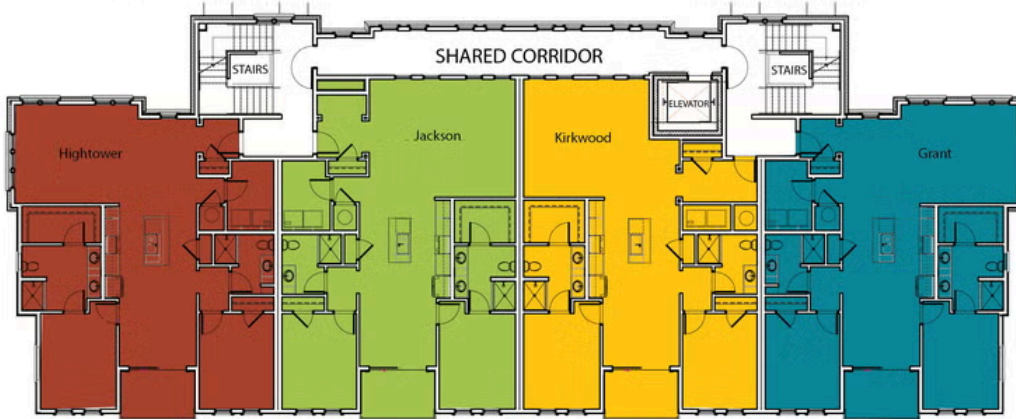 SHARED CORRIDOR
STAIRS
STAIRS
ELEVATOR
Hightower
Jackson
Kirkwood
Grant